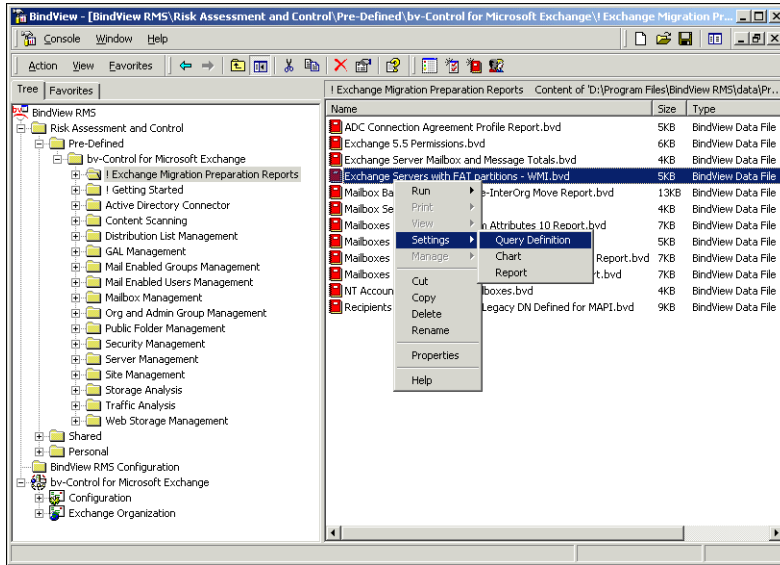 BindView - [BindView RMS\Risk Assessment and Control\Pre-Defined\bv-Control for Microsoft Exchange\! Exchange Migration Pr...
Console Window Help
Action View Favorites
Tree Favorites
! Exchange Migration Preparation Reports Content of 'D:\Program Files\BindView RMS\data\Pr...
Name Size Type
BindView RMS
Risk Assessment and Control
Pre-Defined
bv-Control for Microsoft Exchange
! Exchange Migration Preparation Reports
! Getting Started
Active Directory Connector
Content Scanning
Distribution List Management
GAL Management
Mail Enabled Groups Management
Mail Enabled Users Management
Mailbox Management
Org and Admin Group Management
Public Folder Management
Security Management
Server Management
Site Management
Storage Analysis
Traffic Analysis
Web Storage Management
Shared
Personal
BindView RMS Configuration
bv-Control for Microsoft Exchange
Configuration
Exchange Organization
ADC Connection Agreement Profile Report.bvd 5KB BindView Data File
Exchange 5.5 Permissions.bvd 6KB BindView Data File
Exchange Server Mailbox and Message Totals.bvd 4KB BindView Data File
Exchange Servers with FAT partitions - WMI.bvd 5KB BindView Data File
Mailbox Ba e-InterOrg Move Report.bvd 13KB BindView Data File
Mailbox Se 4KB BindView Data File
Mailboxes m Attributes 10 Report.bvd 7KB BindView Data File
Mailboxes 5KB BindView Data File
Mailboxes Report.bvd 7KB BindView Data File
Mailboxes rt.bvd 7KB BindView Data File
NT Accoun lboxes.bvd 4KB BindView Data File
Recipients Legacy DN Defined for MAPI.bvd 9KB BindView Data File
Run
Print
View
Settings
Manage
Cut
Copy
Delete
Rename
Properties
Help
Query Definition
Chart
Report